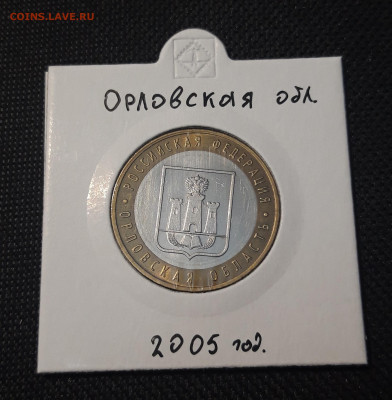 COINS.LAVE.RU
Орловская обл.
• РОССИЙСКАЯ ФЕДЕРАЦИЯ •
ОРЛОВСКАЯ ОБЛАСТЬ
2005 год.